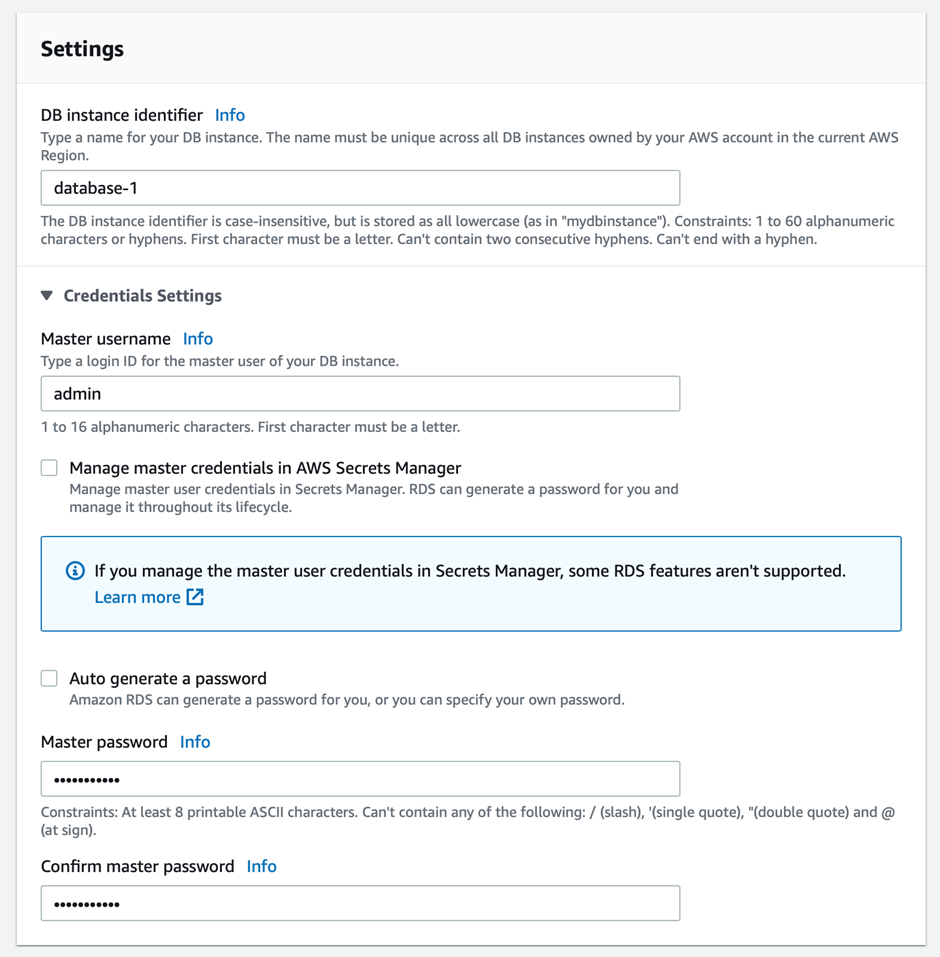 Settings
DB instance identifier Info
Type a name for your DB instance. The name must be unique across all DB instances owned by your AWS account in the current AWS
Region.
database-1
The DB instance identifier is case-insensitive, but is stored as all lowercase (as in "mydbinstance"). Constraints: 1 to 60 alphanumeric
characters or hyphens. First character must be a letter. Can't contain two consecutive hyphens. Can't end with a hyphen.
Credentials Settings
Master username Info
Type a login ID for the master user of your DB instance.
admin
1 to 16 alphanumeric characters. First character must be a letter.
Manage master credentials in AWS Secrets Manager
Manage master user credentials in Secrets Manager. RDS can generate a password for you and
manage it throughout its lifecycle.
If you manage the master user credentials in Secrets Manager, some RDS features aren't supported.
Learn more
Auto generate a password
Amazon RDS can generate a password for you, or you can specify your own password.
Master password Info
•••••••••••
Constraints: At least 8 printable ASCII characters. Can't contain any of the following: / (slash), '(single quote), "(double quote) and @
(at sign).
Confirm master password Info
•••••••••••